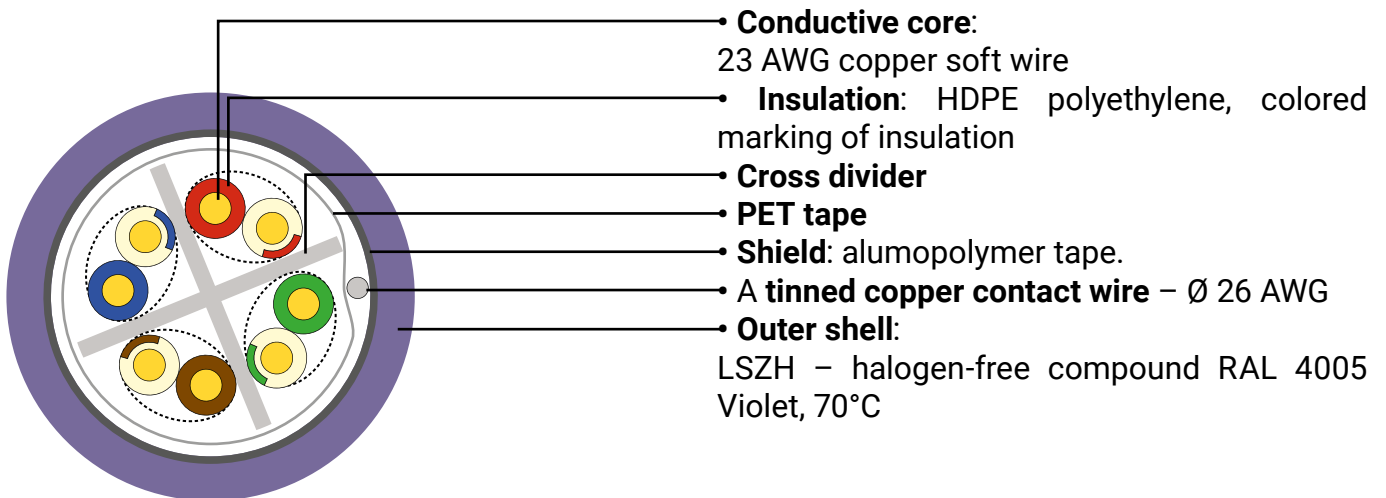 • Conductive core:
23 AWG copper soft wire
• Insulation: HDPE polyethylene, colored
marking of insulation
• Cross divider
• PET tape
• Shield: alumopolymer tape.
• A tinned copper contact wire – Ø 26 AWG
• Outer shell:
LSZH – halogen-free compound RAL 4005
Violet, 70°C